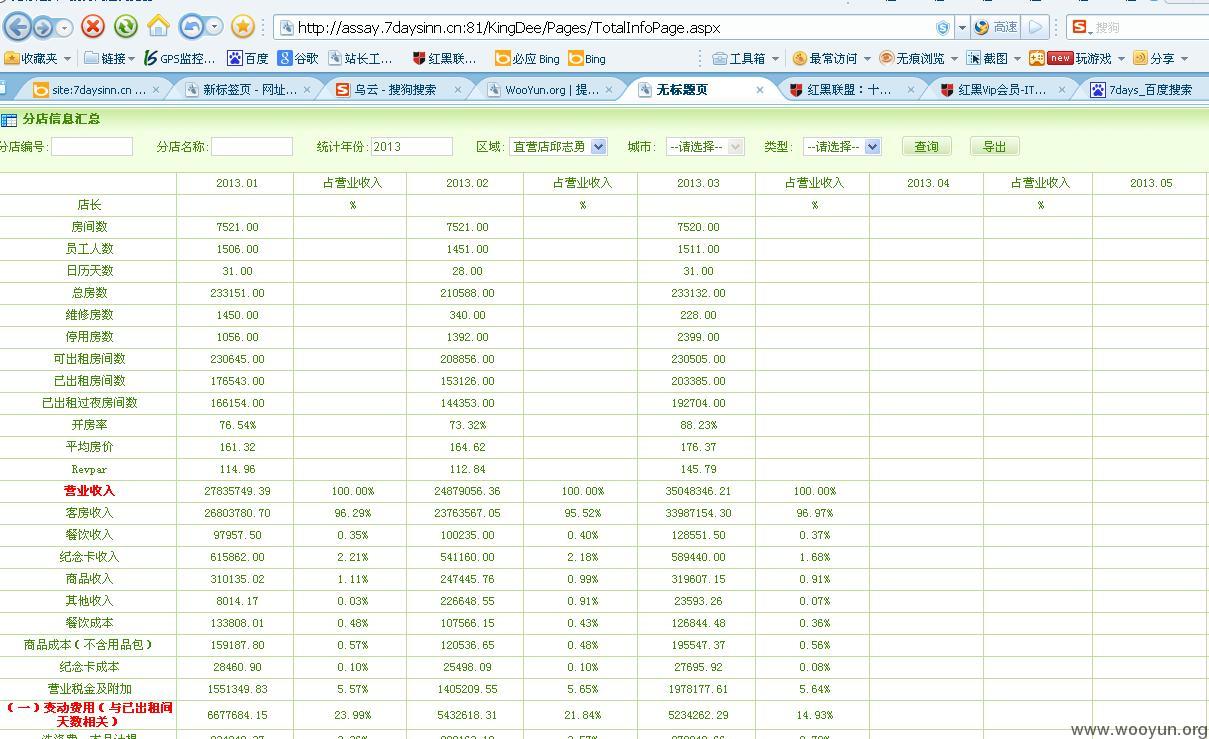 http://assay.7daysinn.cn:81/KingDee/Pages/TotalInfoPage.aspx 高速 搜狗
收藏夹 链接 GPS监控... 百度 谷歌 站长工... 红黑联... 必应 Bing Bing 工具箱 最常访问 无痕浏览 截图 new 玩游戏 分享
site:7daysinn.cn ... 新标签页 - 网址... 乌云 - 搜狗搜索 WooYun.org | 提... 无标题页 红黑联盟：十... 红黑Vip会员-IT... 7days_百度搜索
分店信息汇总
分店编号: 分店名称: 统计年份: 2013 区域: 直营店邱志勇 城市: --请选择-- 类型: --请选择-- 查询 导出
2013.01 占营业收入 2013.02 占营业收入 2013.03 占营业收入 2013.04 占营业收入 2013.05
店长 % % % %
房间数 7521.00 7521.00 7520.00
员工人数 1506.00 1451.00 1511.00
日历天数 31.00 28.00 31.00
总房数 233151.00 210588.00 233132.00
维修房数 1450.00 340.00 228.00
停用房数 1056.00 1392.00 2399.00
可出租房间数 230645.00 208856.00 230505.00
已出租房间数 176543.00 153126.00 203385.00
已出租过夜房间数 166154.00 144353.00 192704.00
开房率 76.54% 73.32% 88.23%
平均房价 161.32 164.62 176.37
Revpar 114.96 112.84 145.79
营业收入 27835749.39 100.00% 24879056.36 100.00% 35048346.21 100.00%
客房收入 26803780.70 96.29% 23763567.05 95.52% 33987154.30 96.97%
餐饮收入 97957.50 0.35% 100235.00 0.40% 128551.50 0.37%
纪念卡收入 615862.00 2.21% 541160.00 2.18% 589440.00 1.68%
商品收入 310135.02 1.11% 247445.76 0.99% 319607.15 0.91%
其他收入 8014.17 0.03% 226648.55 0.91% 23593.26 0.07%
餐饮成本 133808.01 0.48% 107566.15 0.43% 126844.48 0.36%
商品成本（不含用品包） 159187.80 0.57% 120536.65 0.48% 195547.37 0.56%
纪念卡成本 28460.90 0.10% 25498.09 0.10% 27695.92 0.08%
营业税金及附加 1551349.83 5.57% 1405209.55 5.65% 1978177.61 5.64%
（一）变动费用（与已出租间
天数相关） 6677684.15 23.99% 5432618.31 21.84% 5234262.29 14.93%
www.wooyun.org